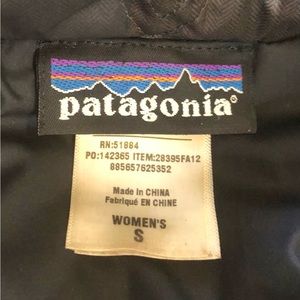 patagonia®
RN:51884
PO:142365 ITEM:28395FA12
885657625352
Made in CHINA
Fabriqué EN CHINE
WOMEN'S
S